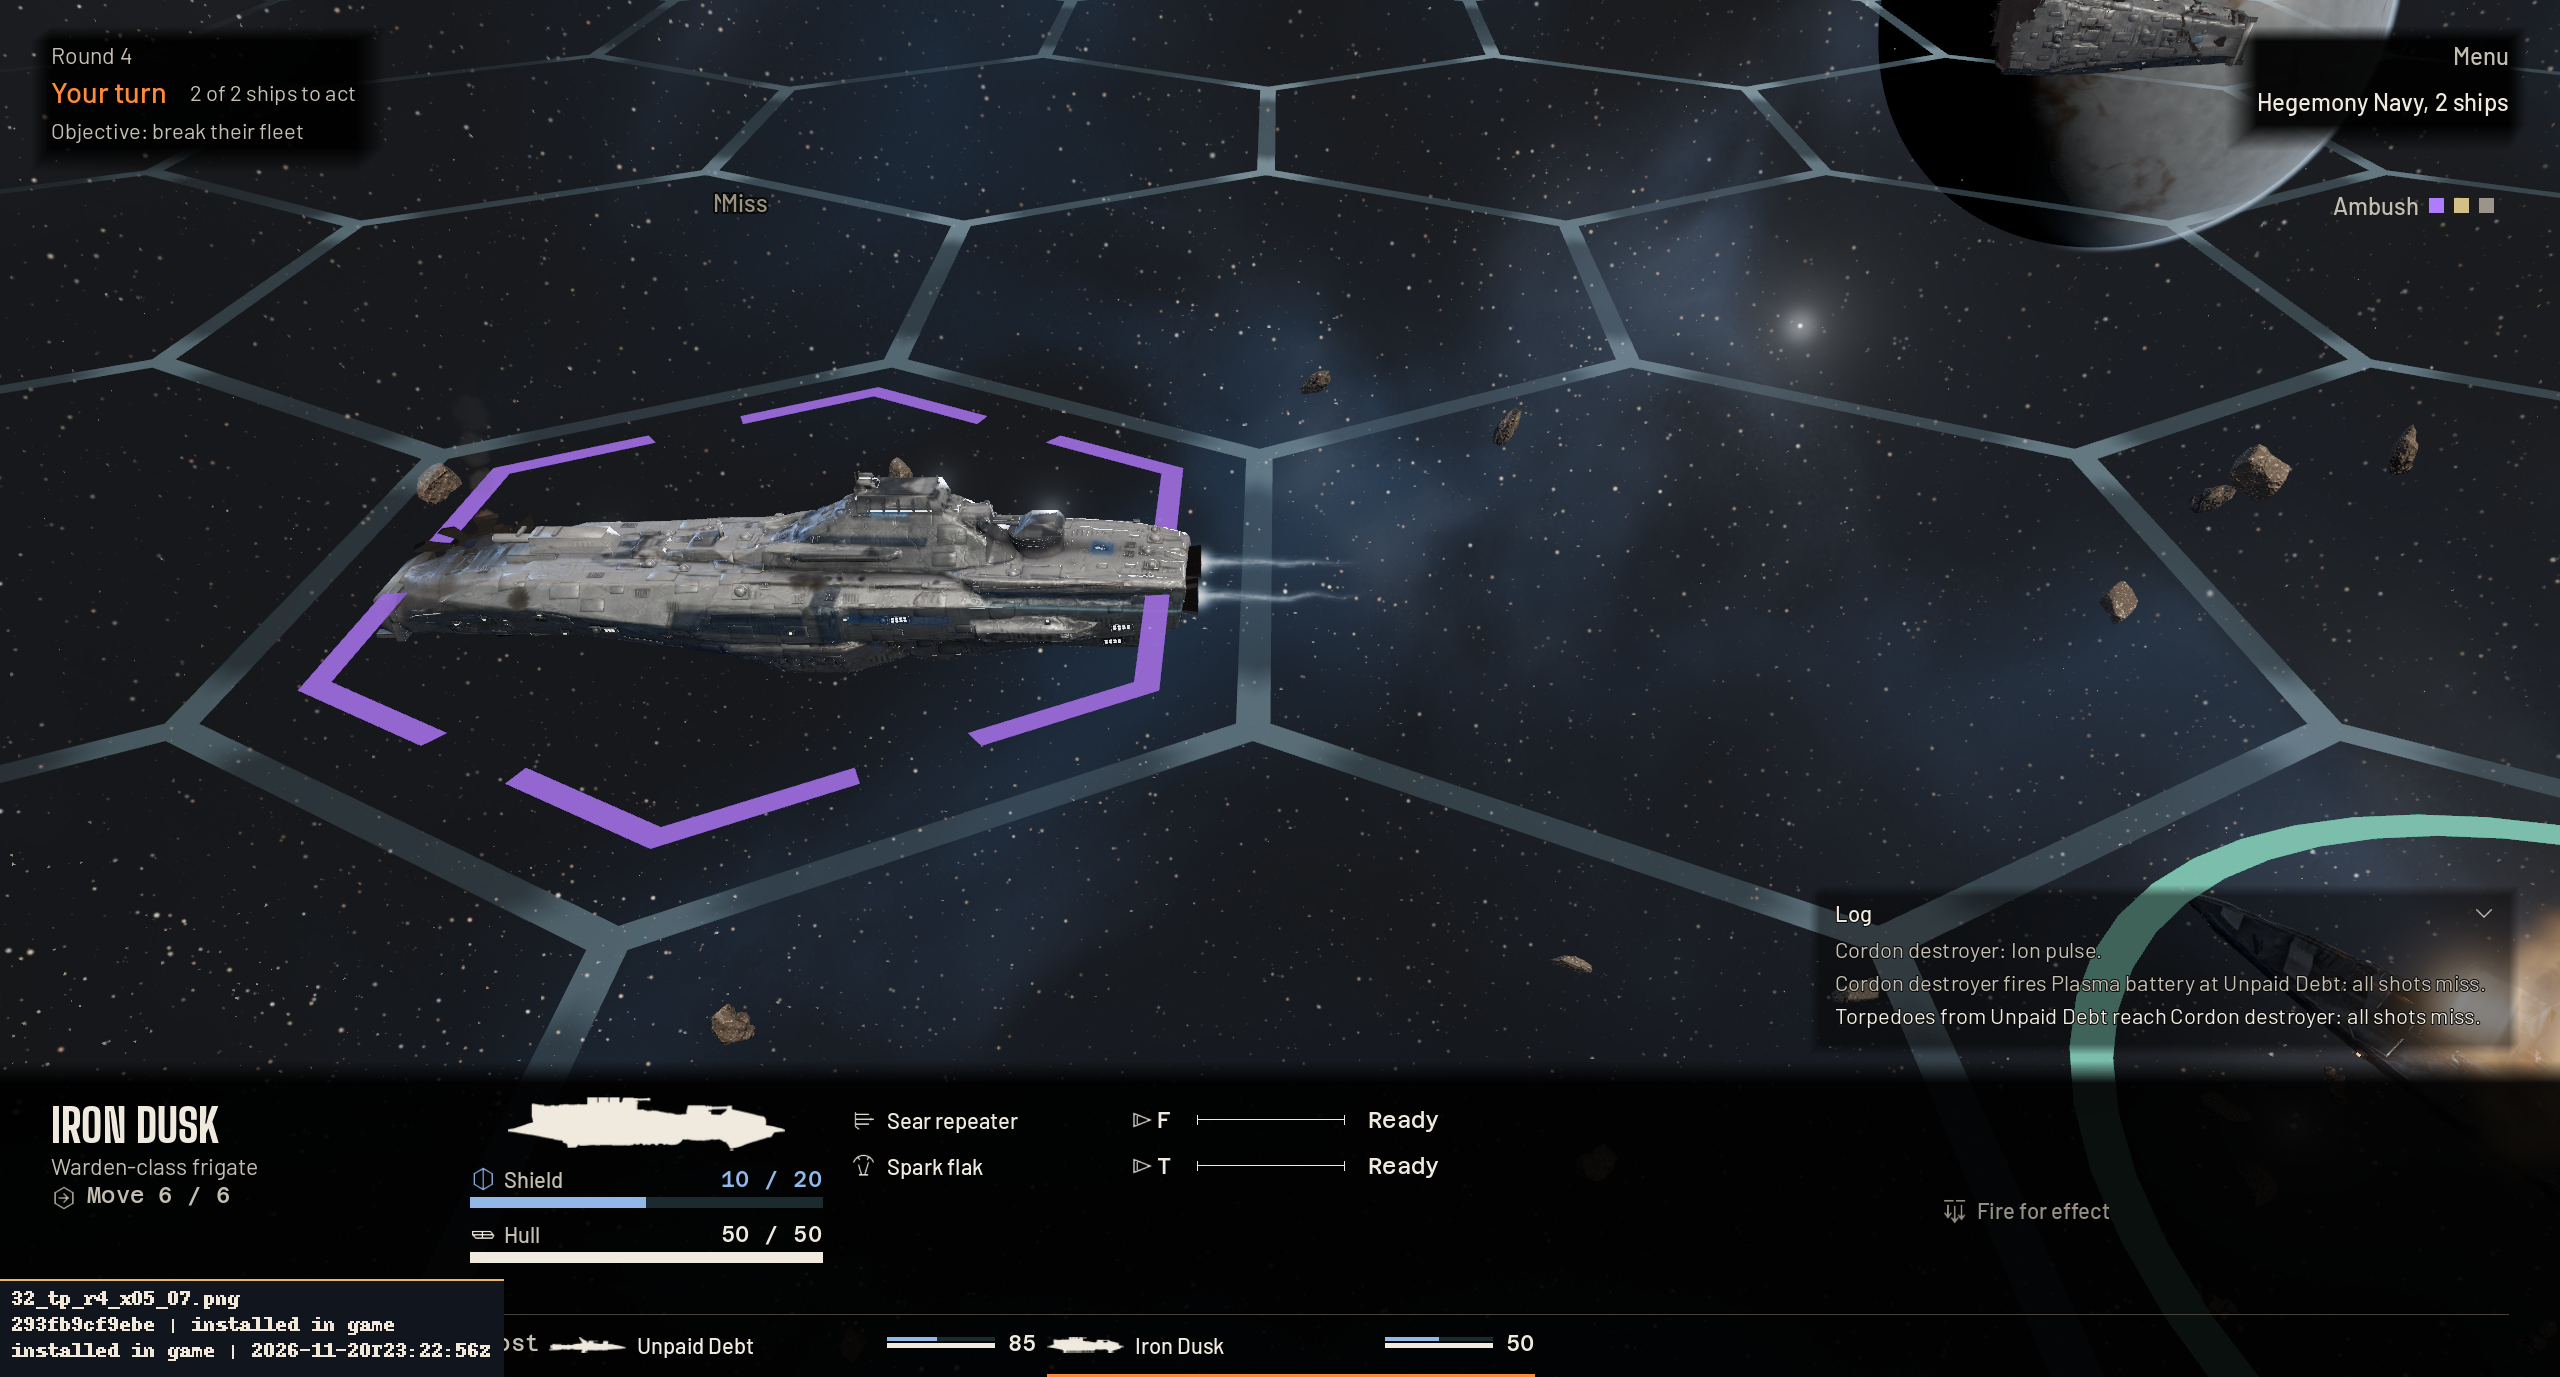 Round 4
Your turn 2 of 2 ships to act
Objective: break their fleet
Menu
Hegemony Navy, 2 ships
Miss
Ambush
Log
Cordon destroyer: Ion pulse.
Cordon destroyer fires Plasma battery at Unpaid Debt: all shots miss.
Torpedoes from Unpaid Debt reach Cordon destroyer: all shots miss.
IRON DUSK
Warden-class frigate
Move 6 / 6
Shield 10 / 20
Hull 50 / 50
Sear repeater F Ready
Spark flak T Ready
Fire for effect
32_tp_r4_x05_07.png
293fb9cf9ebe | installed in game
installed in game | 2026-11-20T23:22:56Z
ost Unpaid Debt 85 Iron Dusk 50